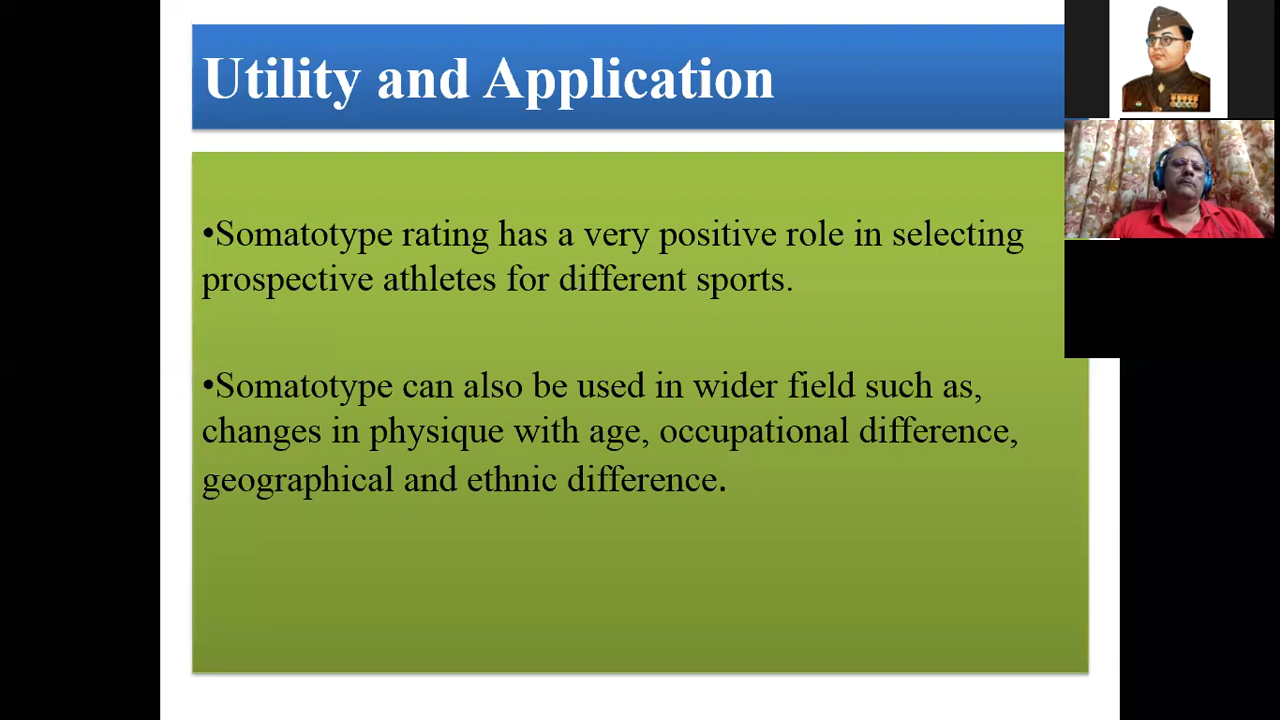 Utility and Application
•Somatotype rating has a very positive role in selecting
prospective athletes for different sports.
•Somatotype can also be used in wider field such as,
changes in physique with age, occupational difference,
geographical and ethnic difference.